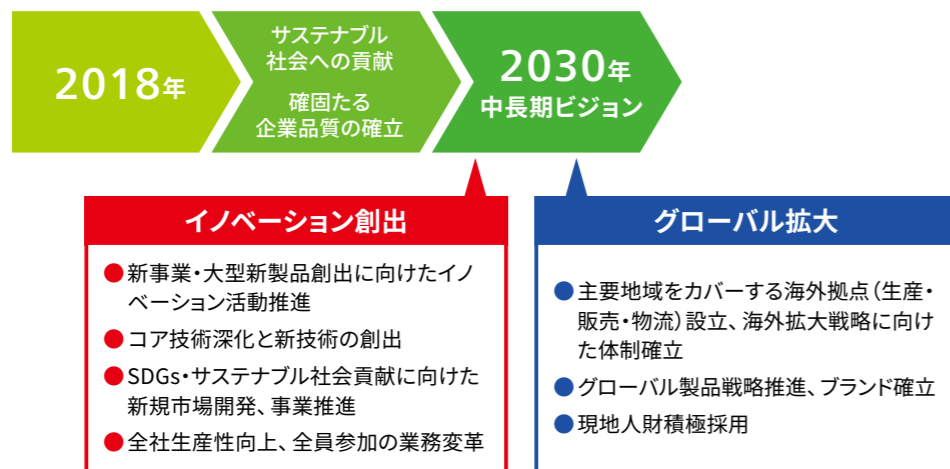 2018年
サステナブル
社会への貢献
確固たる
企業品質の確立
2030年
中長期ビジョン
イノベーション創出
●新事業・大型新製品創出に向けたイノ
ベーション活動推進
●コア技術深化と新技術の創出
●SDGs・サステナブル社会貢献に向けた
新規市場開発、事業推進
●全社生産性向上、全員参加の業務変革
グローバル拡大
●主要地域をカバーする海外拠点（生産・
販売・物流）設立、海外拡大戦略に向け
た体制確立
●グローバル製品戦略推進、ブランド確立
●現地人財積極採用